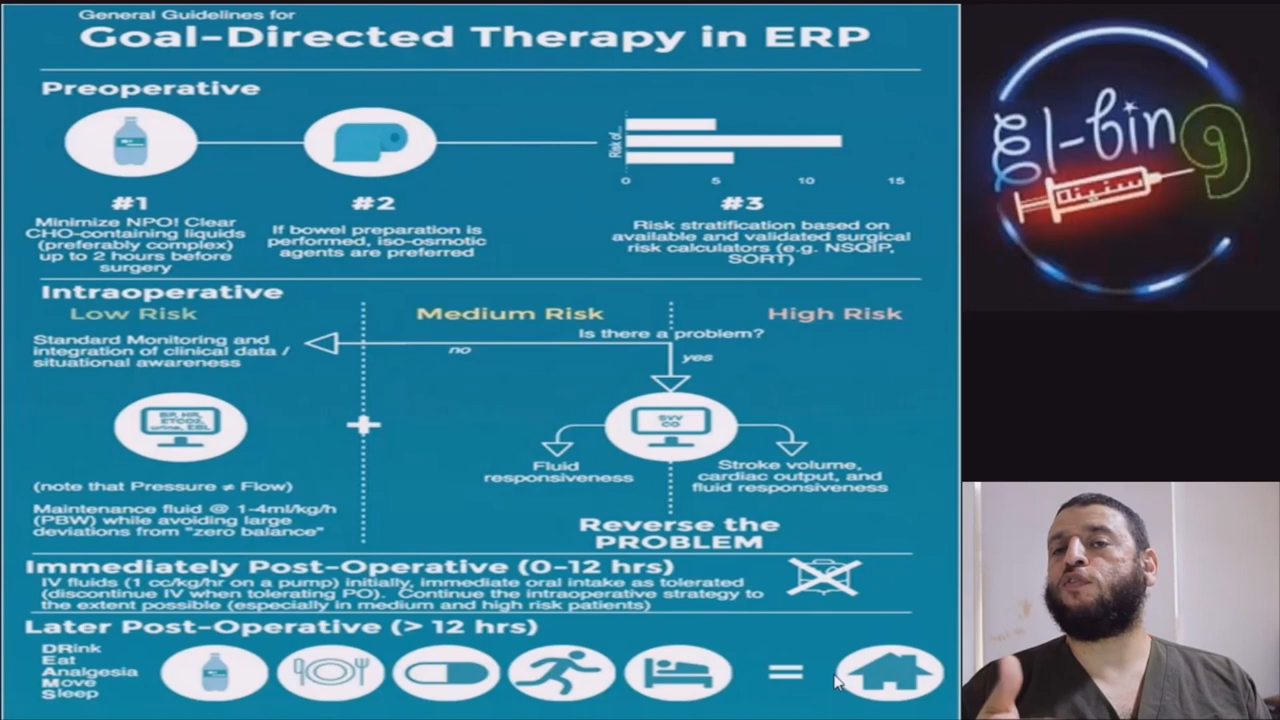 General Guidelines for
Goal-Directed Therapy in ERP
Preoperative
Risk of...
0 5 10 15
#1
Minimize NPO! Clear
CHO-containing liquids
(preferably complex)
up to 2 hours before
surgery
#2
If bowel preparation is
performed, iso-osmotic
agents are preferred
#3
Risk stratification based on
available and validated surgical
risk calculators (e.g. NSQIP,
SORT)
Intraoperative
Low Risk
Medium Risk
High Risk
Standard Monitoring and
integration of clinical data /
situational awareness
Is there a problem?
no
yes
BP, HR,
ETCO2,
urine, EBL
+
SVV
CO
Fluid
responsiveness
Stroke volume,
cardiac output, and
fluid responsiveness
(note that Pressure ≠ Flow)
Maintenance fluid @ 1-4ml/kg/h
(PBW) while avoiding large
deviations from "zero balance"
Reverse the
PROBLEM
Immediately Post-Operative (0-12 hrs)
IV fluids (1 cc/kg/hr on a pump) initially, immediate oral intake as tolerated
(discontinue IV when tolerating PO). Continue the intraoperative strategy to
the extent possible (especially in medium and high risk patients)
Later Post-Operative (> 12 hrs)
DRink
Eat
Analgesia
Move
Sleep
=
El-bing
ستينه